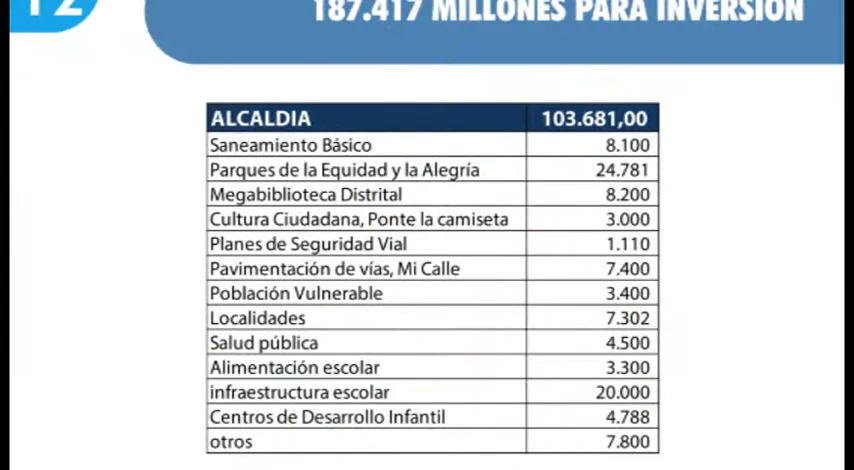 12
187.417 MILLONES PARA INVERSIÓN
ALCALDIA 103.681,00
Saneamiento Básico 8.100
Parques de la Equidad y la Alegría 24.781
Megabiblioteca Distrital 8.200
Cultura Ciudadana, Ponte la camiseta 3.000
Planes de Seguridad Vial 1.110
Pavimentación de vías, Mi Calle 7.400
Población Vulnerable 3.400
Localidades 7.302
Salud pública 4.500
Alimentación escolar 3.300
infraestructura escolar 20.000
Centros de Desarrollo Infantil 4.788
otros 7.800